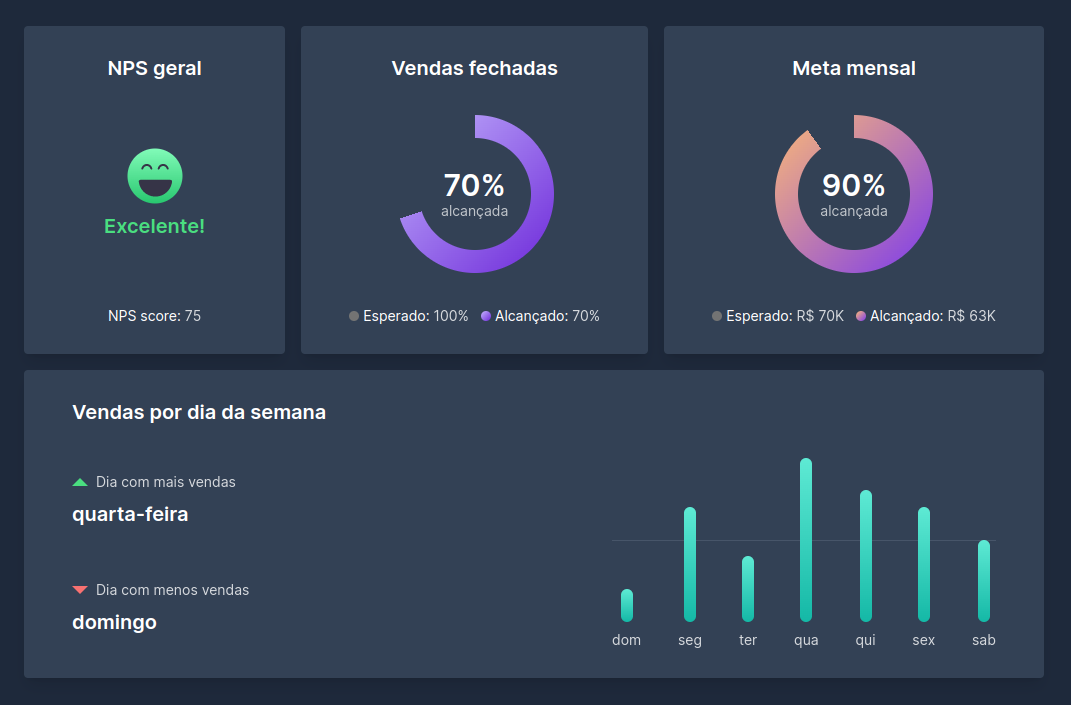 NPS geral
Excelente!
NPS score: 75
Vendas fechadas
70%
alcançada
Esperado: 100% Alcançado: 70%
Meta mensal
90%
alcançada
Esperado: R$ 70K Alcançado: R$ 63K
Vendas por dia da semana
Dia com mais vendas
quarta-feira
Dia com menos vendas
domingo
dom seg ter qua qui sex sab